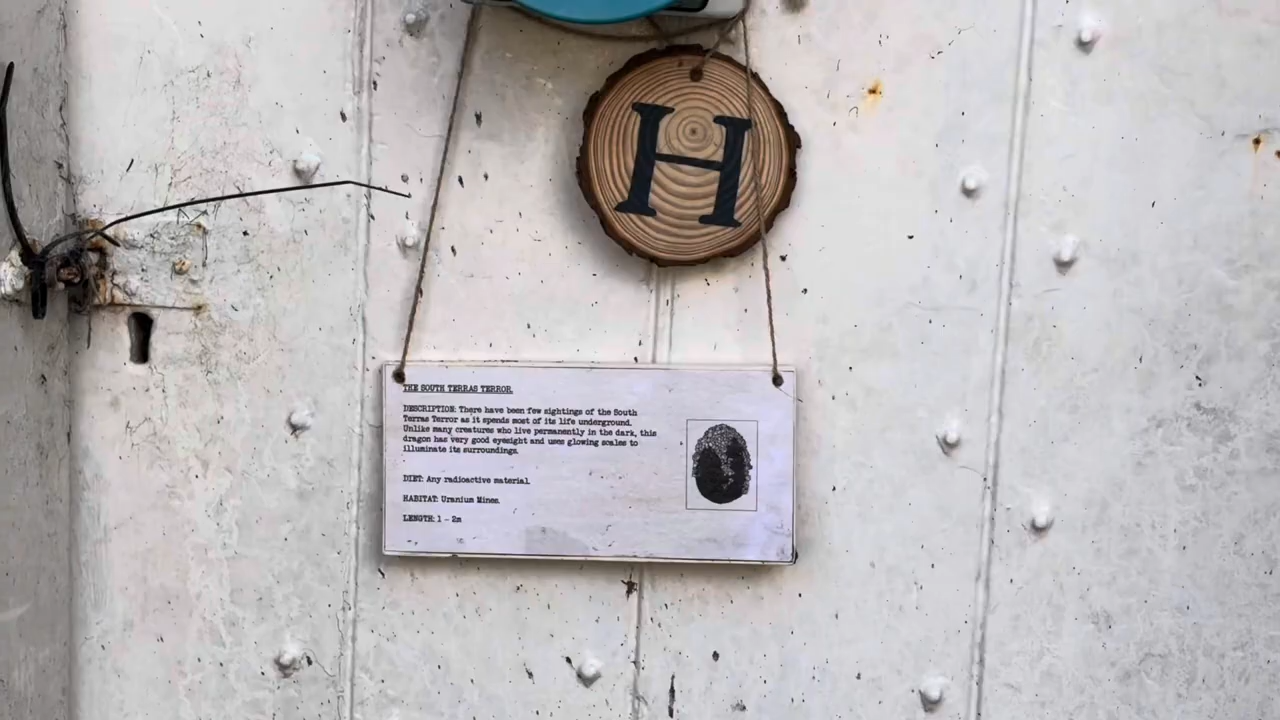 H
THE SOUTH TERRAS TERROR.
DESCRIPTION: There have been few sightings of the South
Terras Terror as it spends most of its life underground.
Unlike many creatures who live permanently in the dark, this
dragon has very good eyesight and uses glowing scales to
illuminate its surroundings.
DIET: Any radioactive material.
HABITAT: Uranium Mines.
LENGTH: 1 - 2m